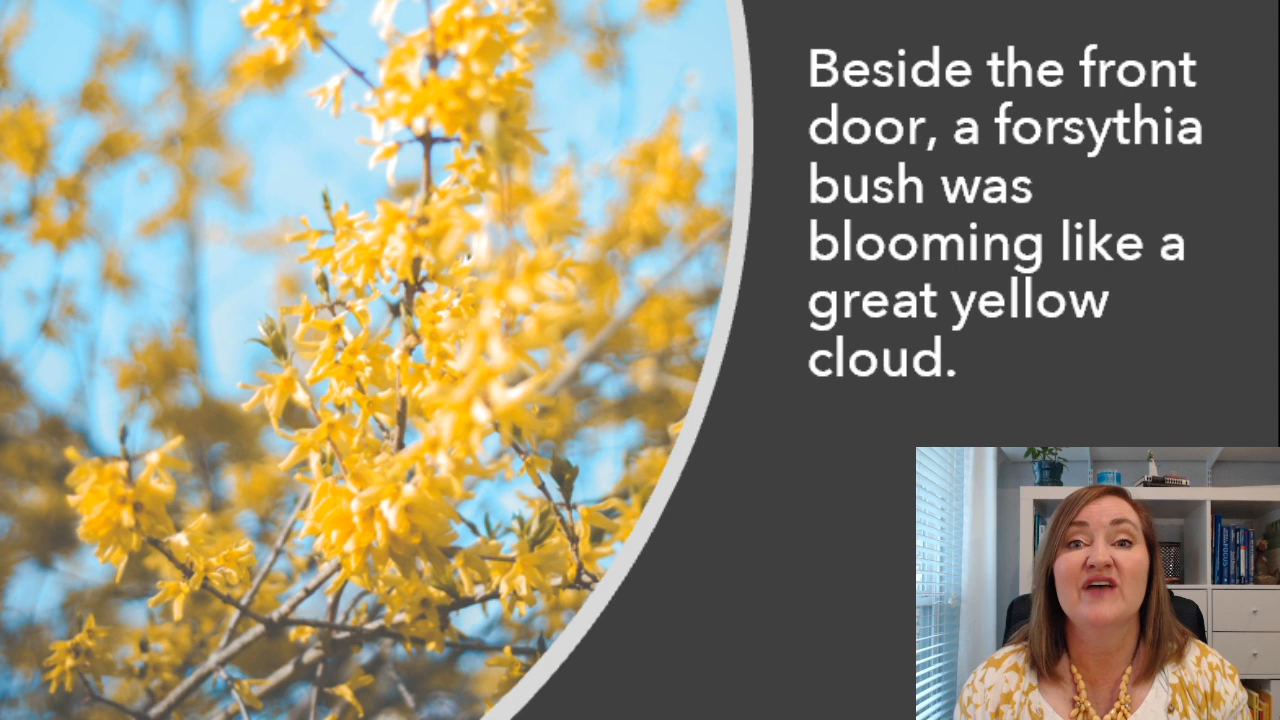 Beside the front
door, a forsythia
bush was
blooming like a
great yellow
cloud.